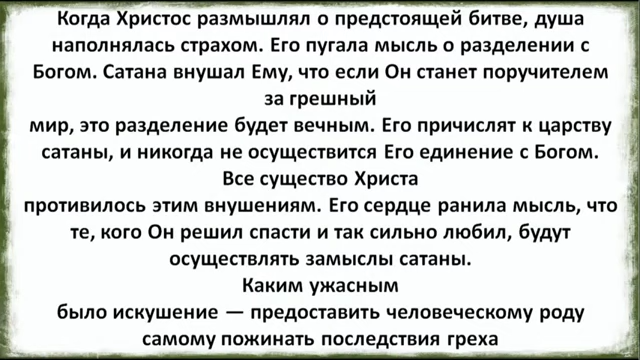 Когда Христос размышлял о предстоящей битве, душа
наполнялась страхом. Его пугала мысль о разделении с
Богом. Сатана внушал Ему, что если Он станет поручителем
за грешный
мир, это разделение будет вечным. Его причислят к царству
сатаны, и никогда не осуществится Его единение с Богом.
Все существо Христа
противилось этим внушениям. Его сердце ранила мысль, что
те, кого Он решил спасти и так сильно любил, будут
осуществлять замыслы сатаны.
Каким ужасным
было искушение — предоставить человеческому роду
самому пожинать последствия греха